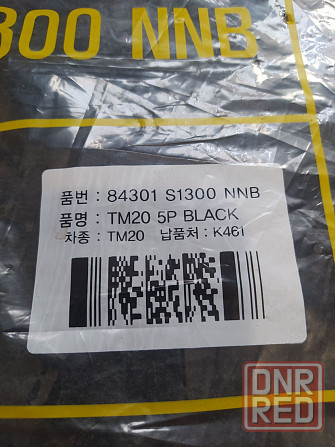 300 NNB
품번 : 84301 S1300 NNB
품명 : TM20 5P BLACK
차종 : TM20 납품처 : K461
DNR
RED